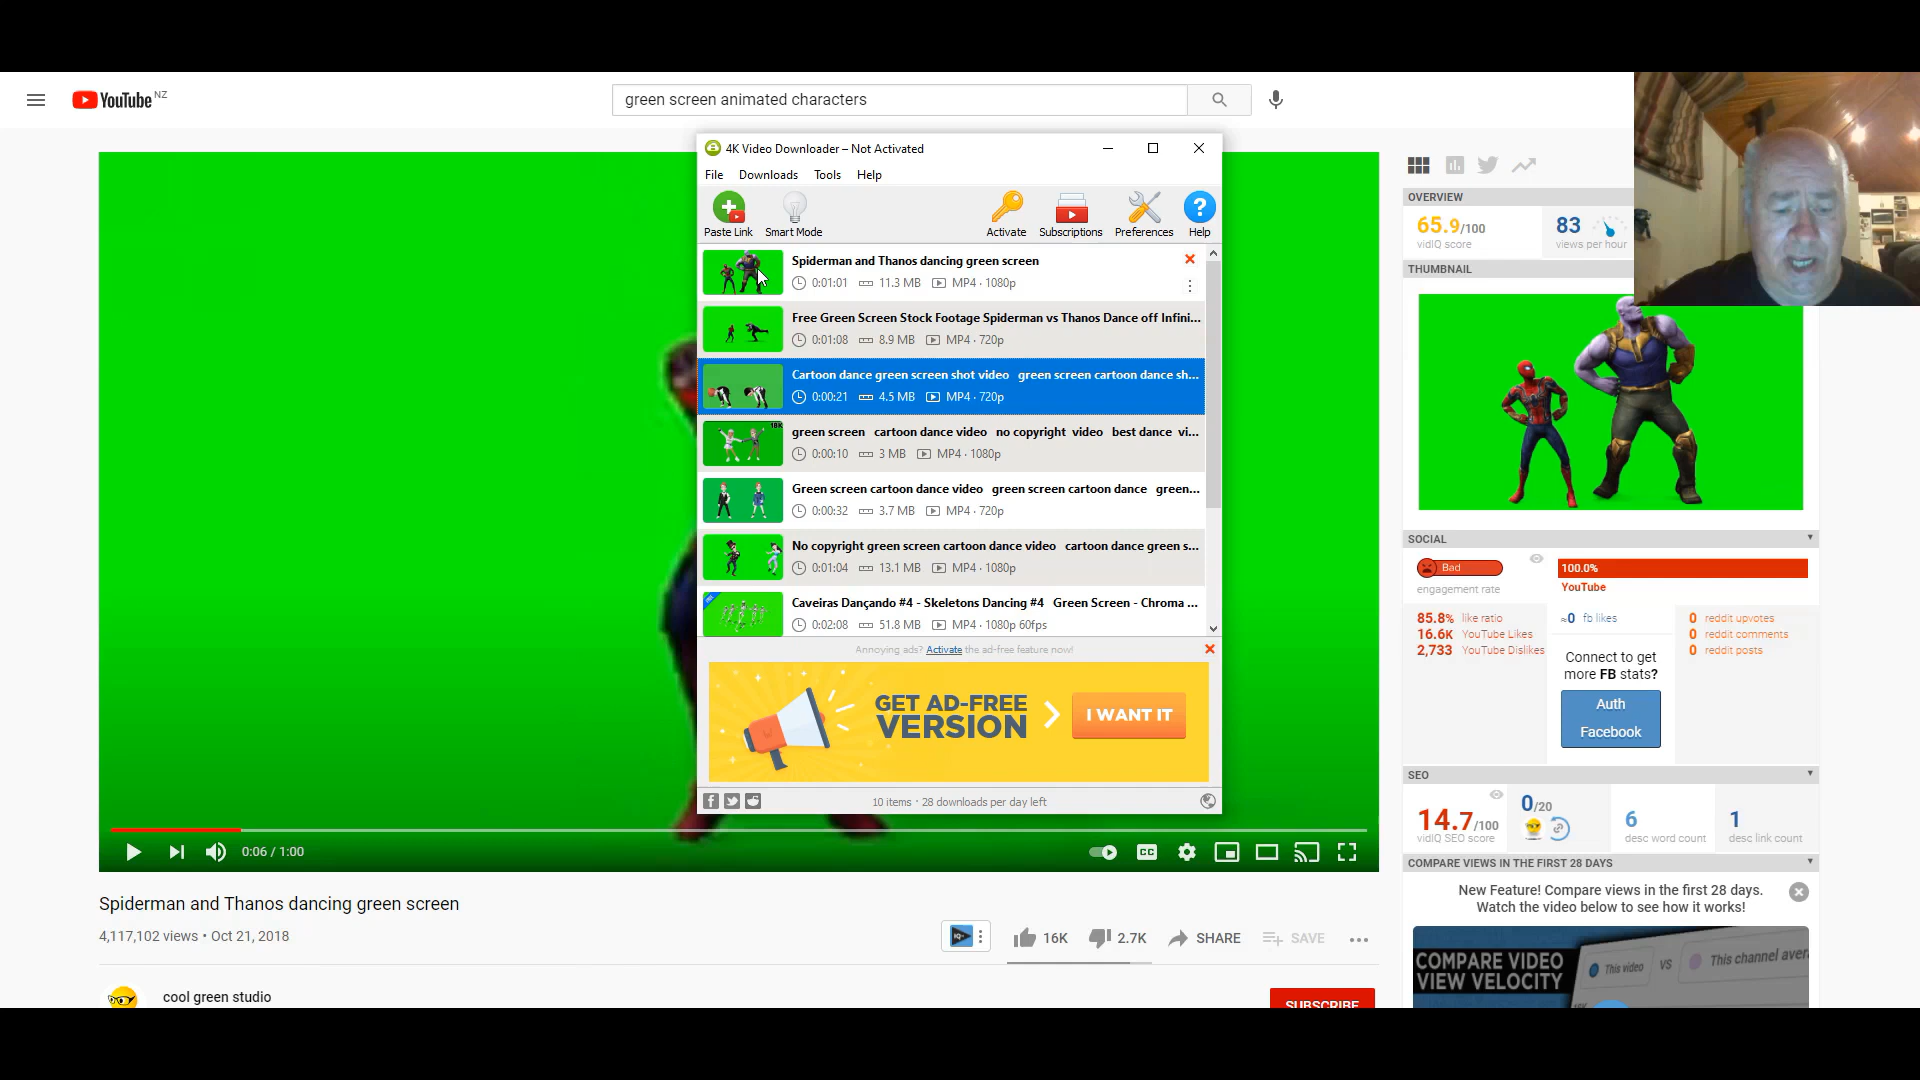 YouTube NZ
green screen animated characters
4K Video Downloader – Not Activated
File Downloads Tools Help
Paste Link Smart Mode Activate Subscriptions Preferences Help
Spiderman and Thanos dancing green screen
0:01:01 11.3 MB MP4 · 1080p
Free Green Screen Stock Footage Spiderman vs Thanos Dance off Infini...
0:01:08 8.9 MB MP4 · 720p
Cartoon dance green screen shot video green screen cartoon dance sh...
0:00:21 4.5 MB MP4 · 720p
18K
green screen cartoon dance video no copyright video best dance vi...
0:00:10 3 MB MP4 · 1080p
Green screen cartoon dance video green screen cartoon dance green...
0:00:32 3.7 MB MP4 · 720p
No copyright green screen cartoon dance video cartoon dance green s...
0:01:04 13.1 MB MP4 · 1080p
Caveiras Dançando #4 - Skeletons Dancing #4 Green Screen - Chroma ...
0:02:08 51.8 MB MP4 · 1080p 60fps
Annoying ads? Activate the ad-free feature now!
GET AD-FREE
VERSION
I WANT IT
10 items · 28 downloads per day left
0:06 / 1:00
CC
Spiderman and Thanos dancing green screen
4,117,102 views • Oct 21, 2018
16K 2.7K SHARE SAVE
cool green studio
SUBSCRIBE
OVERVIEW
65.9/100
vidIQ score
83
views per hour
THUMBNAIL
SOCIAL
Bad
engagement rate
100.0%
YouTube
85.8% like ratio
16.6K YouTube Likes
2,733 YouTube Dislikes
≈0 fb likes
Connect to get
more FB stats?
Auth
Facebook
0 reddit upvotes
0 reddit comments
0 reddit posts
SEO
14.7/100
vidIQ SEO score
0/20
6
desc word count
1
desc link count
COMPARE VIEWS IN THE FIRST 28 DAYS
New Feature! Compare views in the first 28 days.
Watch the video below to see how it works!
COMPARE VIDEO
VIEW VELOCITY
This video vs This channel avera